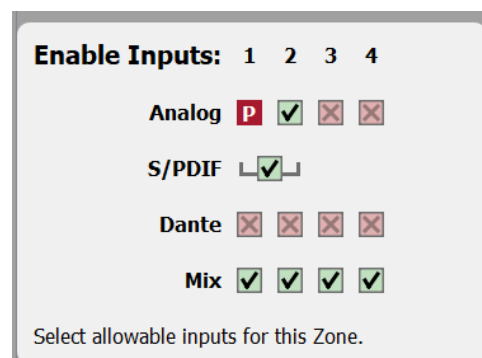 Enable Inputs: 1 2 3 4
Analog P
S/PDIF
Dante
Mix
Select allowable inputs for this Zone.